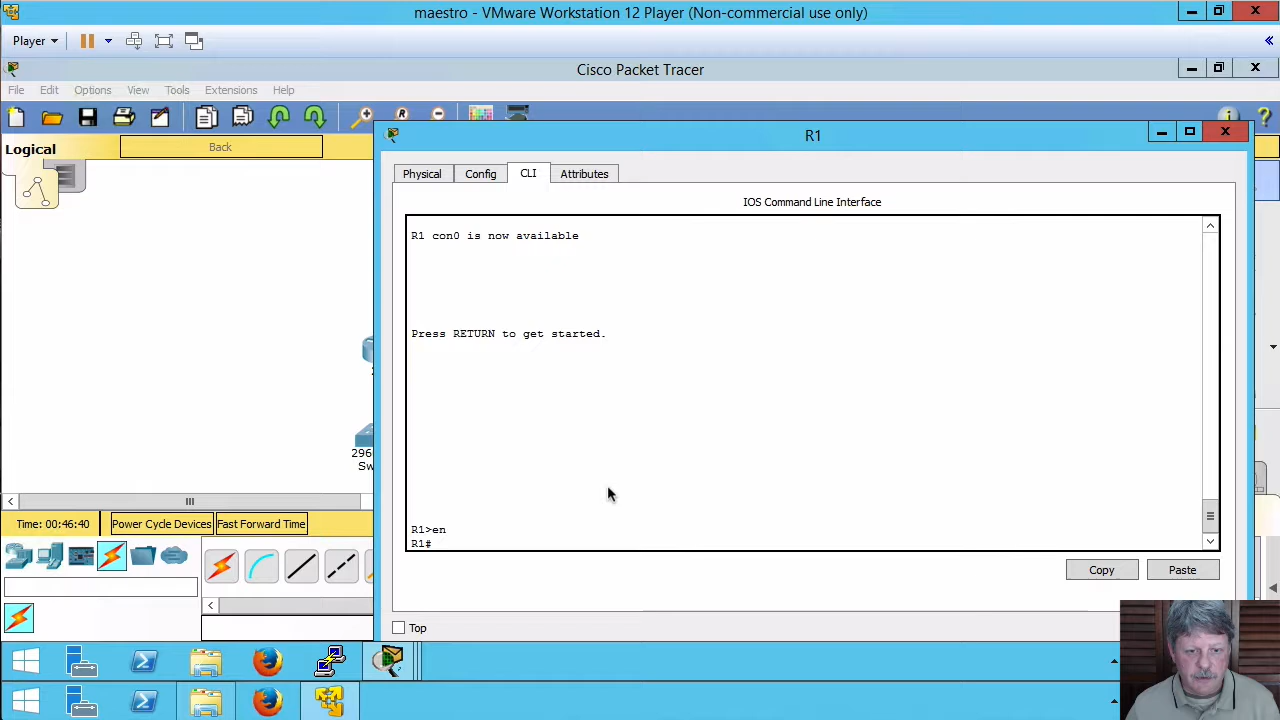 maestro - VMware Workstation 12 Player (Non-commercial use only)
Player
Cisco Packet Tracer
File Edit Options View Tools Extensions Help
R1
Logical
Back
Physical Config CLI Attributes
IOS Command Line Interface
R1 con0 is now available
Press RETURN to get started.
296
Sw
R1>en
R1#
Time: 00:46:40 Power Cycle Devices Fast Forward Time
Copy Paste
Top